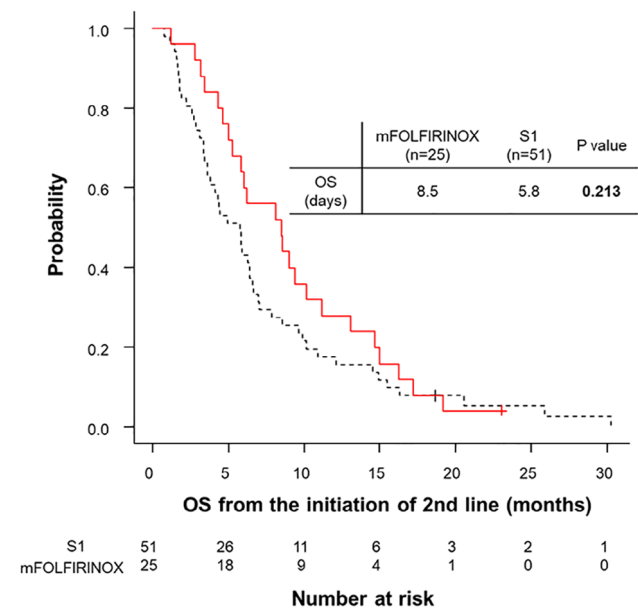 Probability
1.0
0.8
0.6
0.4
0.2
0.0
mFOLFIRINOX S1 P value
(n=25) (n=51)
OS 8.5 5.8 0.213
(days)
0 5 10 15 20 25 30
OS from the initiation of 2nd line (months)
S1 51 26 11 6 3 2 1
mFOLFIRINOX 25 18 9 4 1 0 0
Number at risk